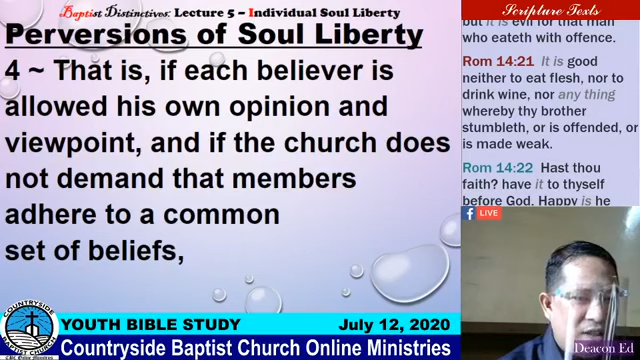 Baptist Distinctives: Lecture 5 – Individual Soul Liberty
Perversions of Soul Liberty
4 ~ That is, if each believer is
allowed his own opinion and
viewpoint, and if the church does
not demand that members
adhere to a common
set of beliefs,
Scripture Texts
but it is evil for that man
who eateth with offence.
Rom 14:21 It is good
neither to eat flesh, nor to
drink wine, nor any thing
whereby thy brother
stumbleth, or is offended, or
is made weak.
Rom 14:22 Hast thou
faith? have it to thyself
before God. Happy is he
LIVE
Deacon Ed
COUNTRYSIDE
BAPTIST CHURCH
YOUTH BIBLE STUDY July 12, 2020
Countryside Baptist Church Online Ministries